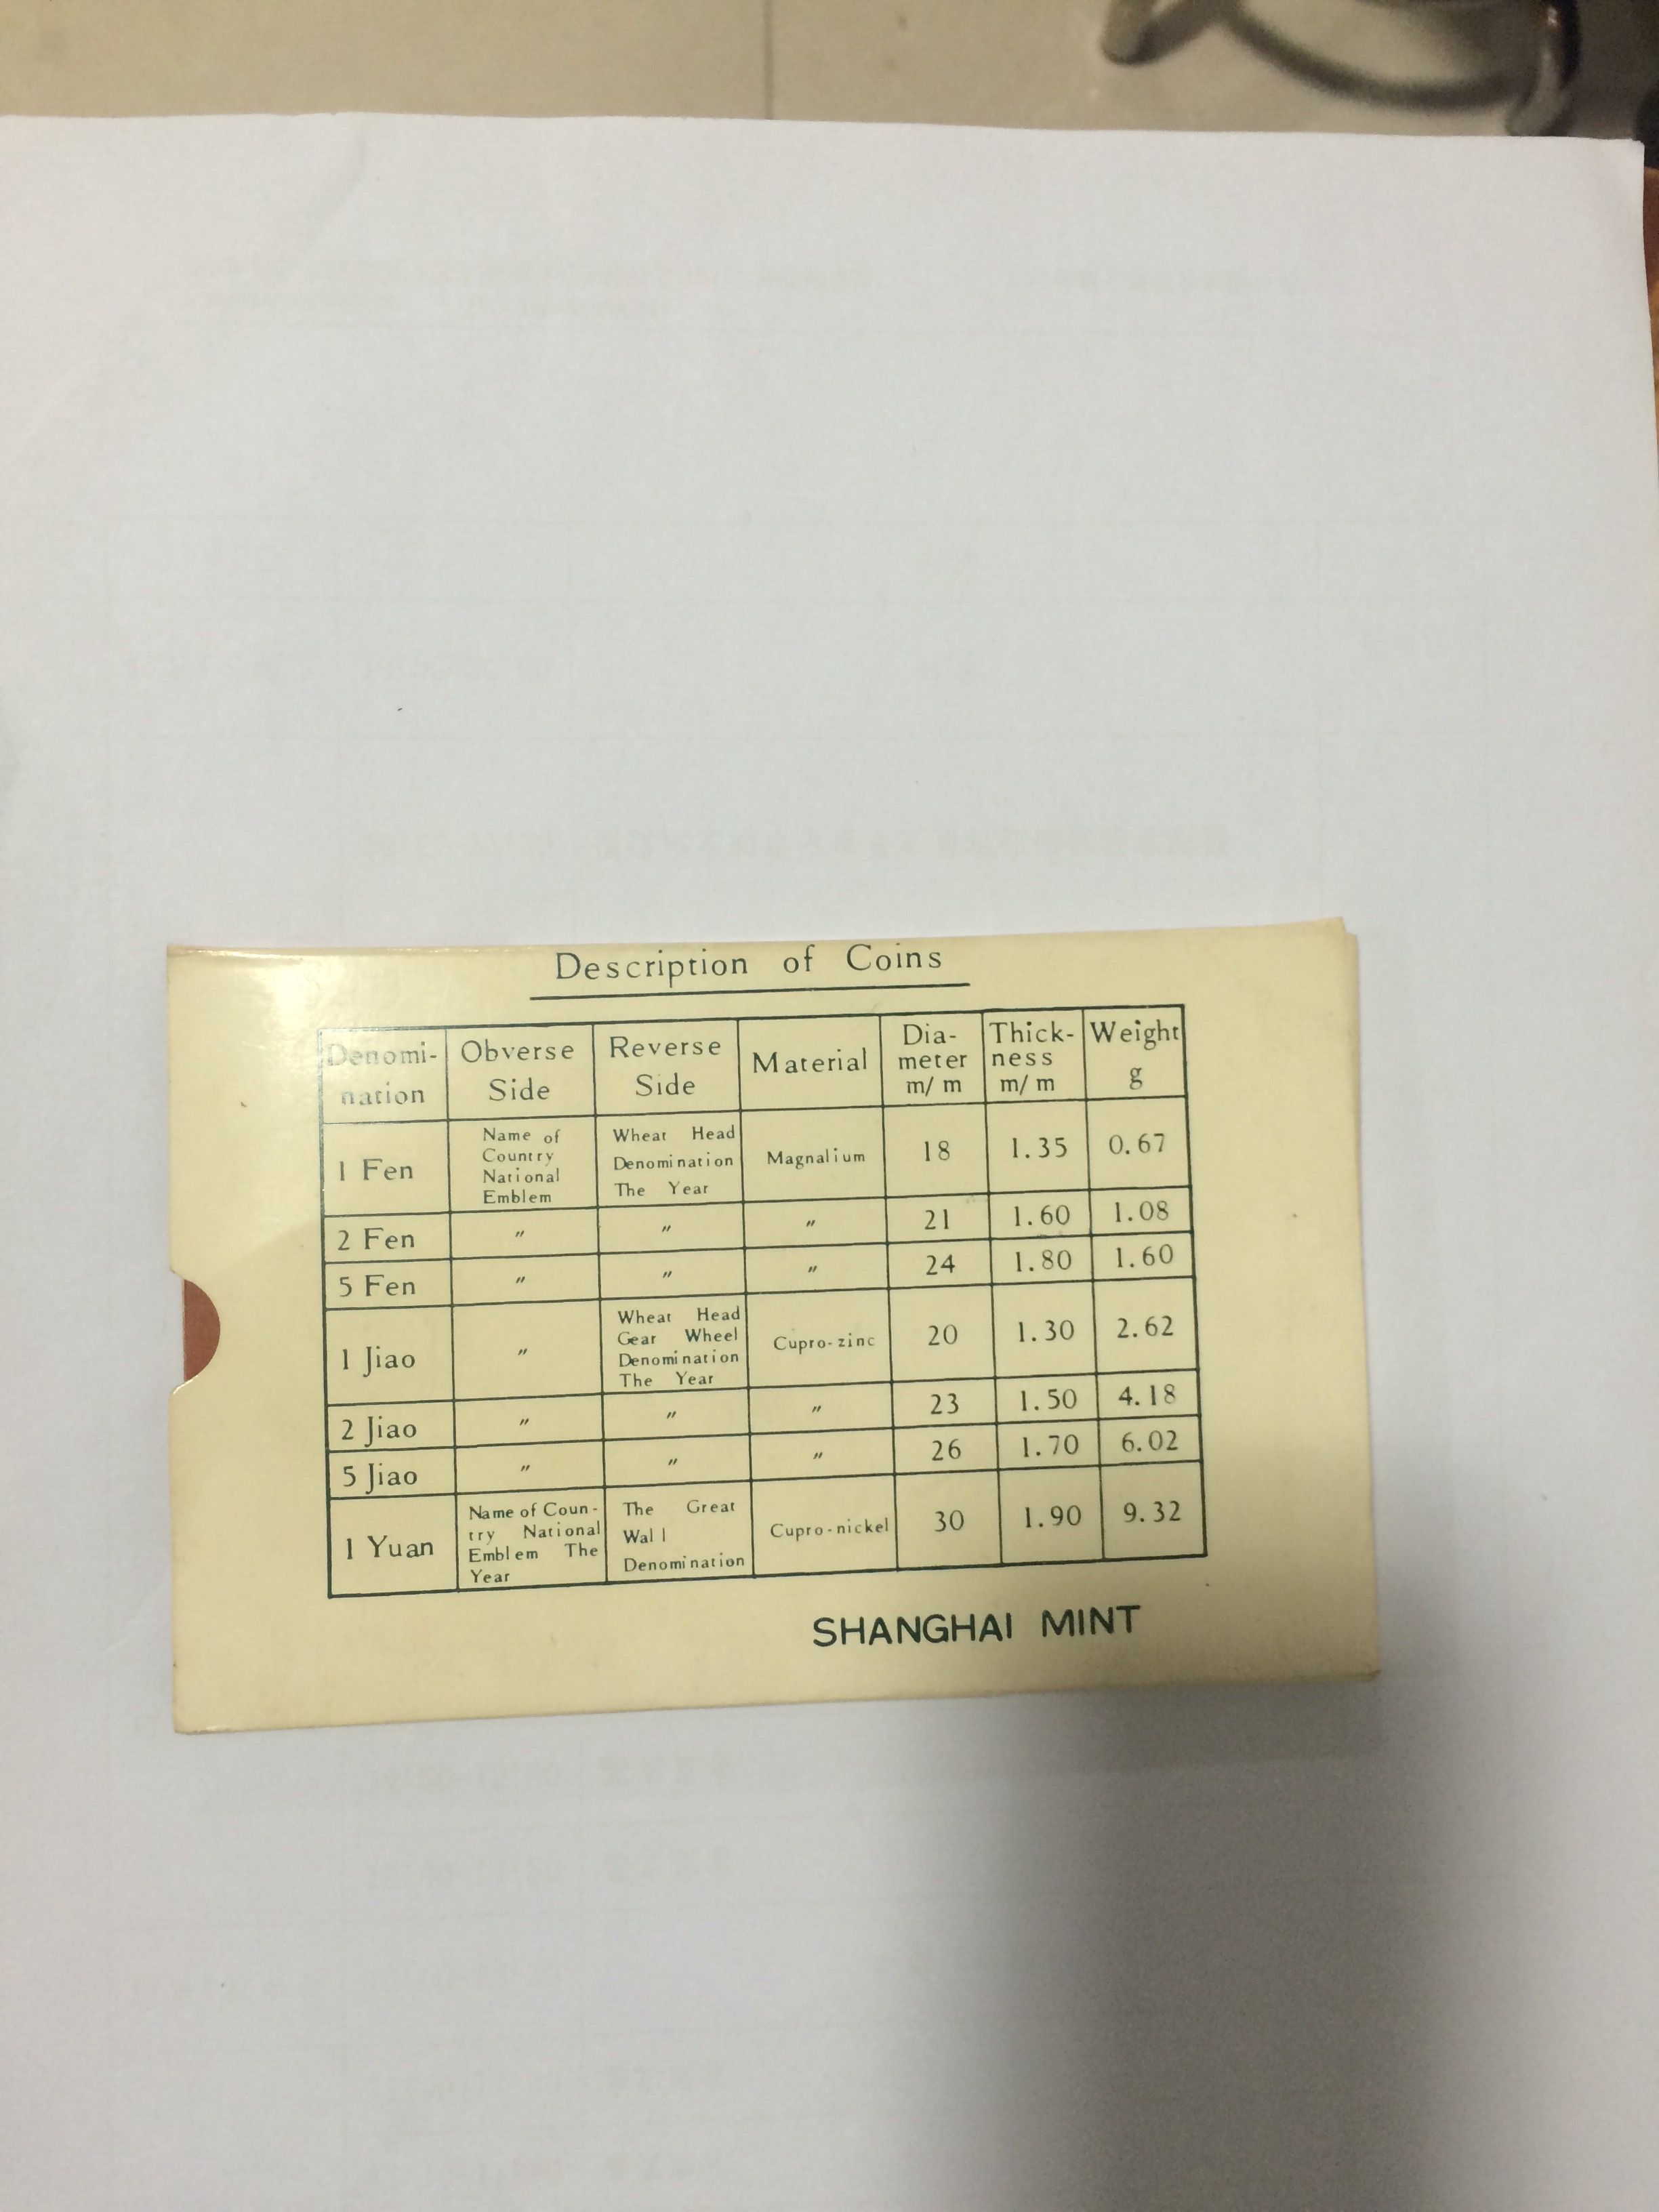 Description of Coins
Denomi-
nation
Obverse
Side
Reverse
Side
Material
Dia-
meter
m/m
Thick-
ness
m/m
Weight
g
1 Fen
Name of
Country
National
Emblem
Wheat Head
Denomination
The Year
Magnalium
18
1.35
0.67
2 Fen
〃
〃
〃
21
1.60
1.08
5 Fen
〃
〃
〃
24
1.80
1.60
1 Jiao
〃
Wheat Head
Gear Wheel
Denomination
The Year
Cupro-zinc
20
1.30
2.62
2 Jiao
〃
〃
〃
23
1.50
4.18
5 Jiao
〃
〃
〃
26
1.70
6.02
1 Yuan
Name of Coun-
try National
Emblem The
Year
The Great
Wall
Denomination
Cupro-nickel
30
1.90
9.32
SHANGHAI MINT